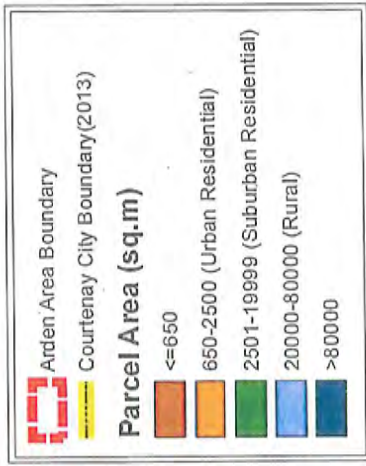 Arden Area Boundary
Courtenay City Boundary(2013)
Parcel Area (sq.m)
<=650
650-2500 (Urban Residential)
2501-19999 (Suburban Residential)
20000-80000 (Rural)
>80000